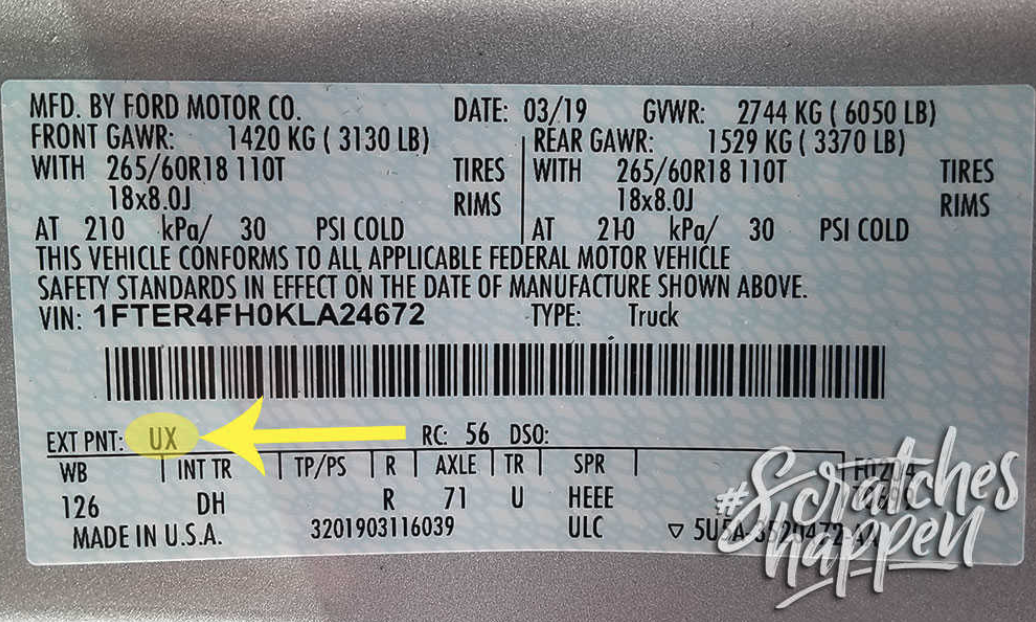 MFD. BY FORD MOTOR CO. DATE: 03/19 GVWR: 2744 KG ( 6050 LB)
FRONT GAWR: 1420 KG ( 3130 LB) REAR GAWR: 1529 KG ( 3370 LB)
WITH 265/60R18 110T TIRES WITH 265/60R18 110T TIRES
18x8.0J RIMS 18x8.0J RIMS
AT 210 kPa/ 30 PSI COLD AT 210 kPa/ 30 PSI COLD
THIS VEHICLE CONFORMS TO ALL APPLICABLE FEDERAL MOTOR VEHICLE
SAFETY STANDARDS IN EFFECT ON THE DATE OF MANUFACTURE SHOWN ABOVE.
VIN: 1FTER4FH0KLA24672 TYPE: Truck
EXT PNT: UX RC: 56 DSO:
WB INT TR TP/PS R AXLE TR SPR
126 DH R 71 U HEEE
MADE IN U.S.A. 3201903116039 ULC
#Scratches
happen